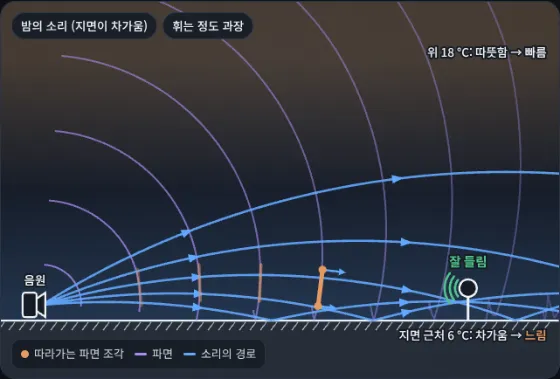 밤의 소리 (지면이 차가움)
휘는 정도 과장
위 18 °C: 따뜻함 → 빠름
음원
잘 들림
지면 근처 6 °C: 차가움 → 느림
따라가는 파면 조각
파면
소리의 경로